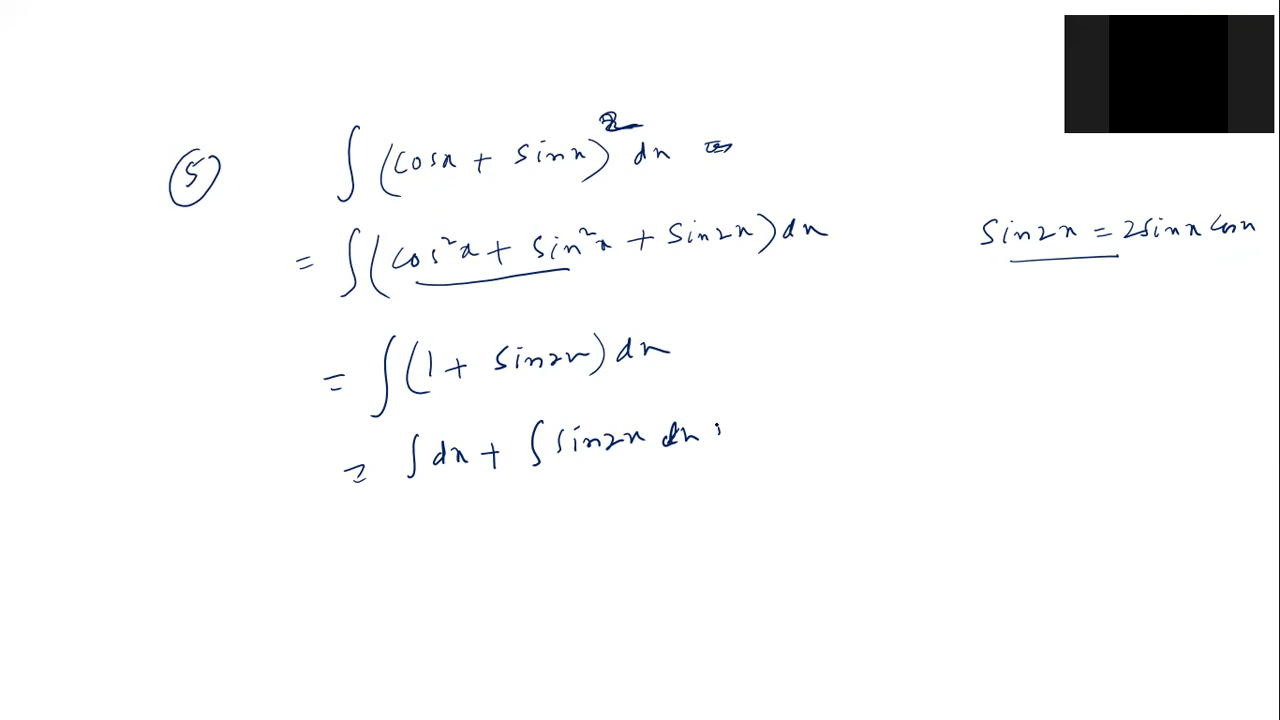 ⑤ ∫(cosx + sinx)² dx =
= ∫(cos²x + sin²x + sin2x)dx
sin2x = 2sinx cosx
= ∫(1 + sin2x)dx
= ∫dx + ∫sin2x dx